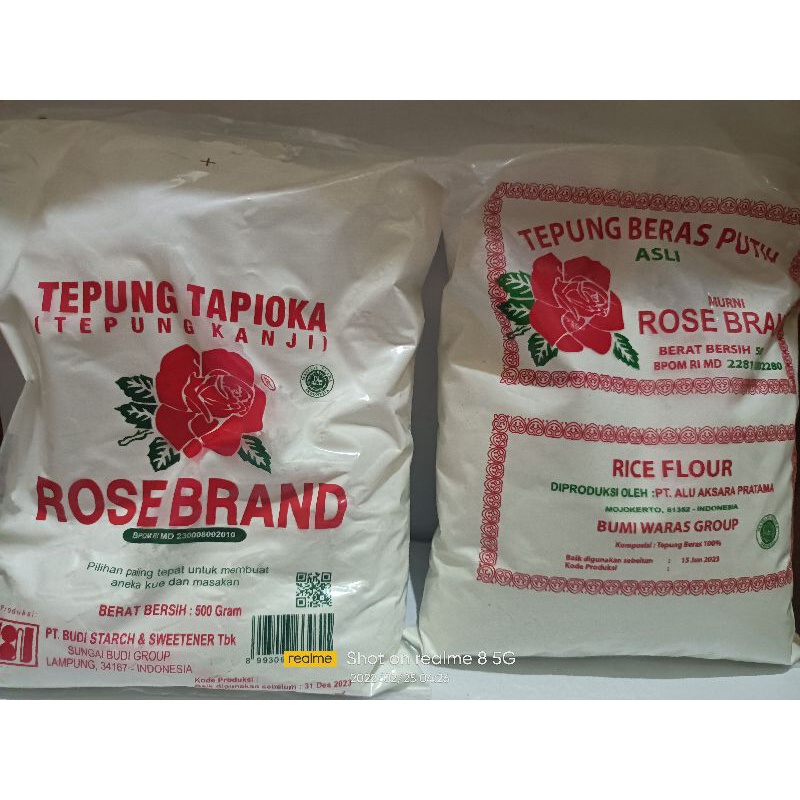 TEPUNG TAPIOKA
(TEPUNG KANJI)
®
ROSE BRAND
BPOM RI MD 230008002010
Pilihan paling tepat untuk membuat
aneka kue dan masakan
BERAT BERSIH : 500 Gram
Produksi:
PT. BUDI STARCH & SWEETENER Tbk
SUNGAI BUDI GROUP
LAMPUNG, 34167 - INDONESIA
Kode Produksi :
Baik digunakan sebelum : 31 Des 2023
TEPUNG BERAS PUTIH
ASLI
MURNI
ROSE BRAN
BERAT BERSIH
BPOM RI MD
RICE FLOUR
DIPRODUKSI OLEH : PT. ALU AKSARA PRATAMA
MOJOKERTO, 61352 - INDONESIA
BUMI WARAS GROUP
Komposisi : Tepung Beras 100%
Baik digunakan sebelum : 15 Jan 2023
Kode Produksi :
realme Shot on realme 8 5G